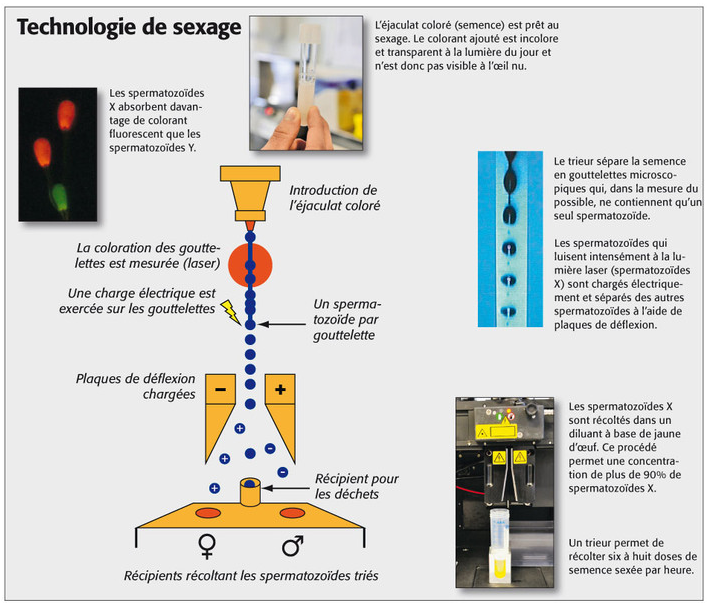 Technologie de sexage
L'éjaculat coloré (semence) est prêt au
sexage. Le colorant ajouté est incolore
et transparent à la lumière du jour et
n'est donc pas visible à l'œil nu.
Les spermatozoïdes
X absorbent davan-
tage de colorant
fluorescent que les
spermatozoïdes Y.
Introduction de
l'éjaculat coloré
La coloration des goutte-
lettes est mesurée (laser)
Une charge électrique est
exercée sur les gouttelettes
Un sperma-
tozoïde par
gouttelette
Plaques de déflexion
chargées
−
+
+
−
+
−
+
−
Récipient pour
les déchets
♀
♂
Récipients récoltant les spermatozoïdes triés
Le trieur sépare la semence
en gouttelettes microsco-
piques qui, dans la mesure du
possible, ne contiennent qu'un
seul spermatozoïde.
Les spermatozoïdes qui
luisent intensément à la lu-
mière laser (spermatozoïdes
X) sont chargés électrique-
ment et séparés des autres
spermatozoïdes à l'aide de
plaques de déflexion.
Les spermatozoïdes X
sont récoltés dans un
diluant à base de jaune
d'œuf. Ce procédé
permet une concentra-
tion de plus de 90% de
spermatozoïdes X.
Un trieur permet de
récolter six à huit doses de
semence sexée par heure.